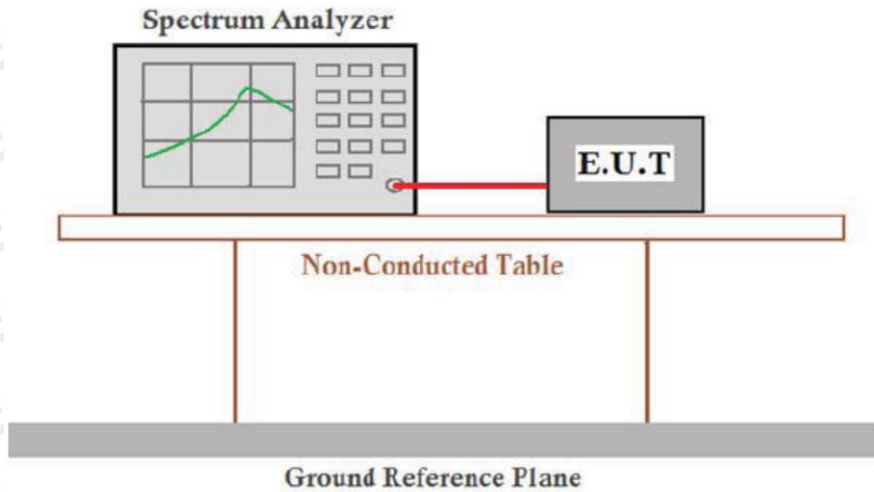 Spectrum Analyzer
E.U.T
Non-Conducted Table
Ground Reference Plane